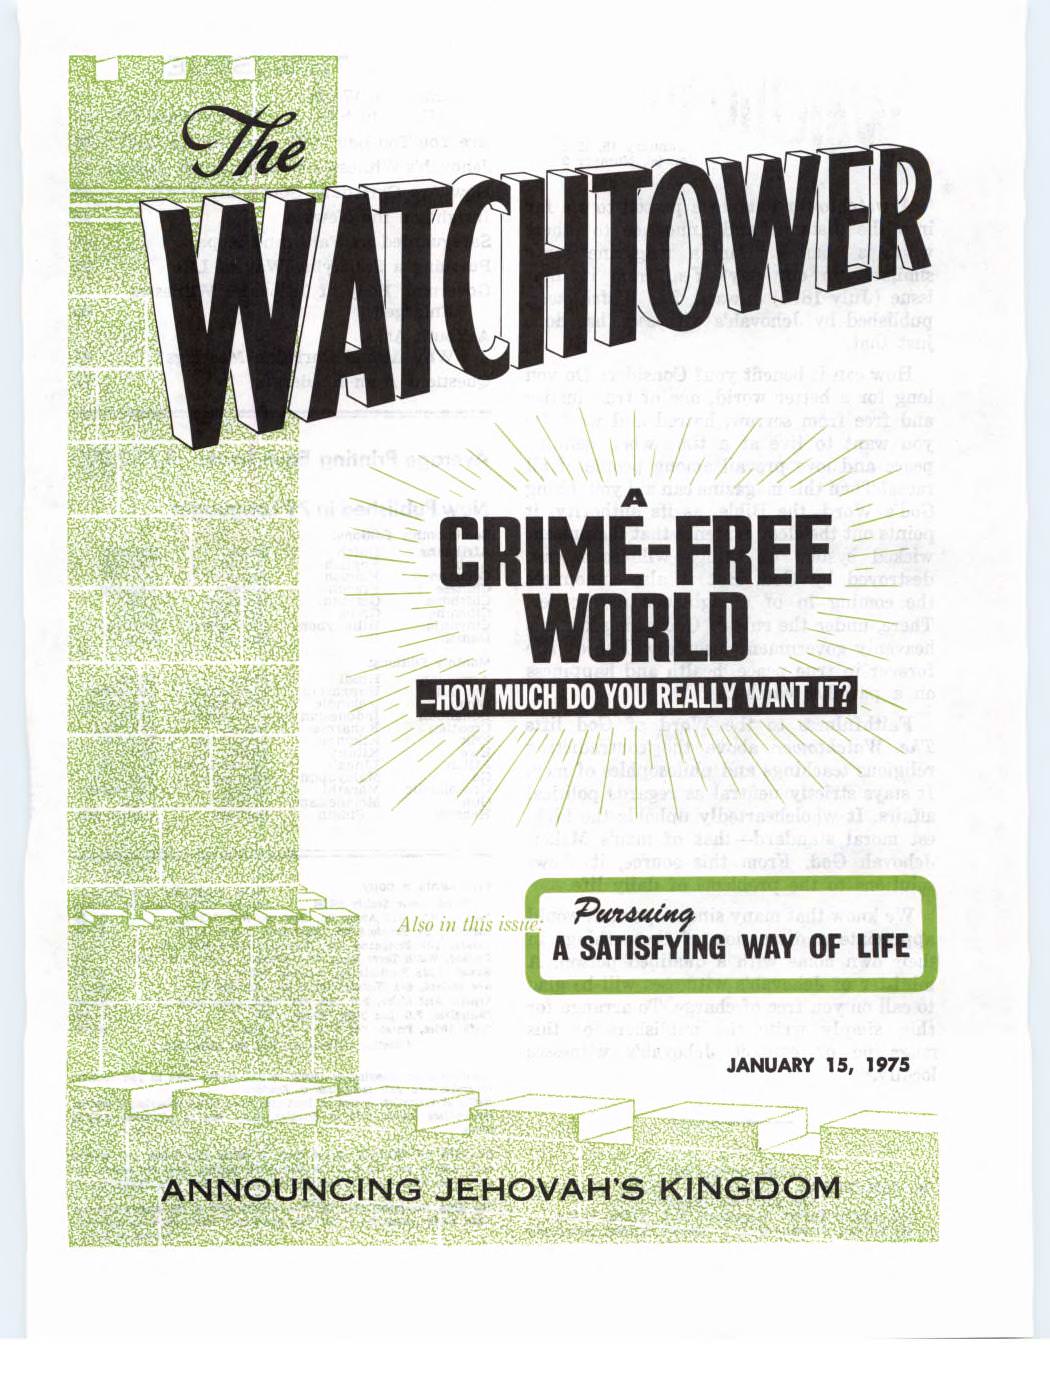 The
WATCHTOWER
A
CRIME-FREE
WORLD
–HOW MUCH DO YOU REALLY WANT IT?
Also in this issue:
Pursuing
A SATISFYING WAY OF LIFE
JANUARY 15, 1975
ANNOUNCING JEHOVAH'S KINGDOM